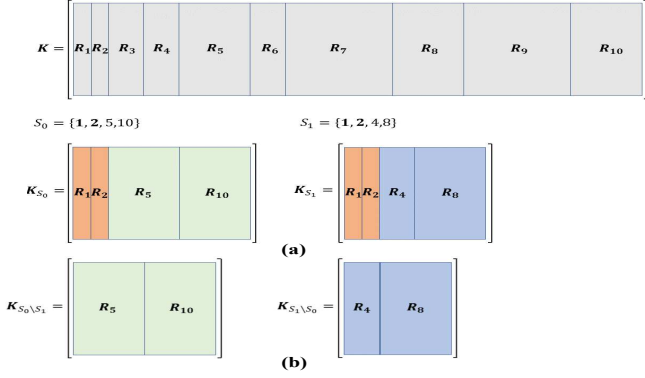 K = [R1 R2 R3 R4 R5 R6 R7 R8 R9 R10]
S0 = {1, 2, 5,10} S1 = {1, 2, 4,8}
KS0 = [R1 R2 R5 R10] KS1 = [R1 R2 R4 R8]
(a)
KS0\S1 = [R5 R10] KS1\S0 = [R4 R8]
(b)